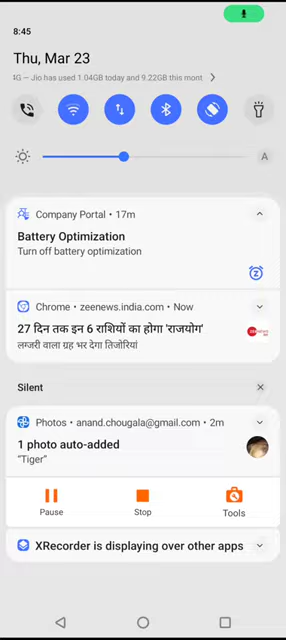 8:45
Thu, Mar 23
4G - Jio has used 1.04GB today and 9.22GB this mont
A
Company Portal • 17m
Battery Optimization
Turn off battery optimization
Chrome • zeenews.india.com • Now
27 दिन तक इन 6 राशियों का होगा 'राजयोग'
लग्जरी वाला ग्रह भर देगा तिजोरियां
Silent
Photos • anand.chougala@gmail.com • 2m
1 photo auto-added
“Tiger”
Pause
Stop
Tools
XRecorder is displaying over other apps